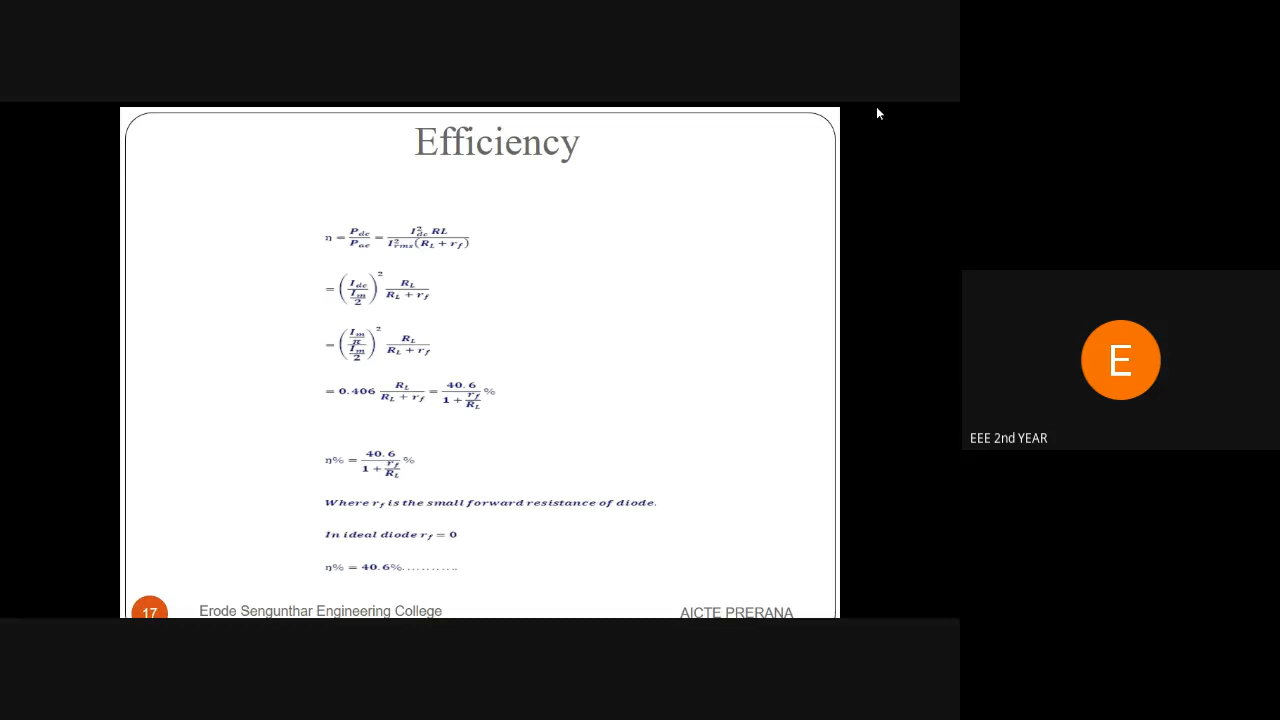 Efficiency
η = P_dc/P_ac = I²_dc RL / I²_rms(R_L + r_f)
= (I_dc / (I_m/2))² R_L/(R_L + r_f)
= ((I_m/π) / (I_m/2))² R_L/(R_L + r_f)
= 0.406 R_L/(R_L + r_f) = 40.6/(1 + r_f/R_L) %
η% = 40.6/(1 + r_f/R_L) %
Where r_f is the small forward resistance of diode.
In ideal diode r_f = 0
η% = 40.6%...........
17 Erode Sengunthar Engineering College AICTE PRERANA
E
EEE 2nd YEAR